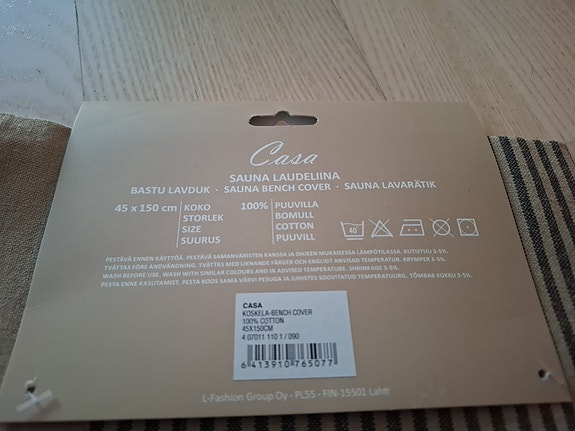 Casa
SAUNA LAUDELIINA
BASTU LAVDUK · SAUNA BENCH COVER · SAUNA LAVARÄTIK
45 x 150 cm KOKO 100% PUUVILLA
STORLEK BOMULL
SIZE COTTON
SUURUS PUUVILL
40
PESTÄVÄ ENNEN KÄYTTÖÄ. PESTÄVÄ SAMANVÄRISTEN KANSSA JA OHJEEN MUKAISESSA LÄMPÖTILASSA. KUTISTUU 3-5%.
TVÄTTAS FÖRE ANDVÄNDNING. TVÄTTAS MED LIKNANDE FÄRGER OCH ENGLIGT ANVISAD TEMPERATUR. KRYMPER 3-5%.
WASH BEFORE USE. WASH WITH SIMILAR COLOURS AND IN ADVISED TEMPERATURE. SHRINKAGE 3-5%.
PESTA ENNE KASUTAMIST. PESTA KOOS SAMA VÄRVI PESUGA JA JUHISTES SOOVITATUD TEMPERATUURIL. TÕMBAB KOKKU 3-5%.
CASA
KOSKELA-BENCH COVER
100% COTTON
45X150CM
4 07011 110 1 / 090
6 413910 765077
L-Fashion Group Oy · PL55 · FIN-15501 Lahti